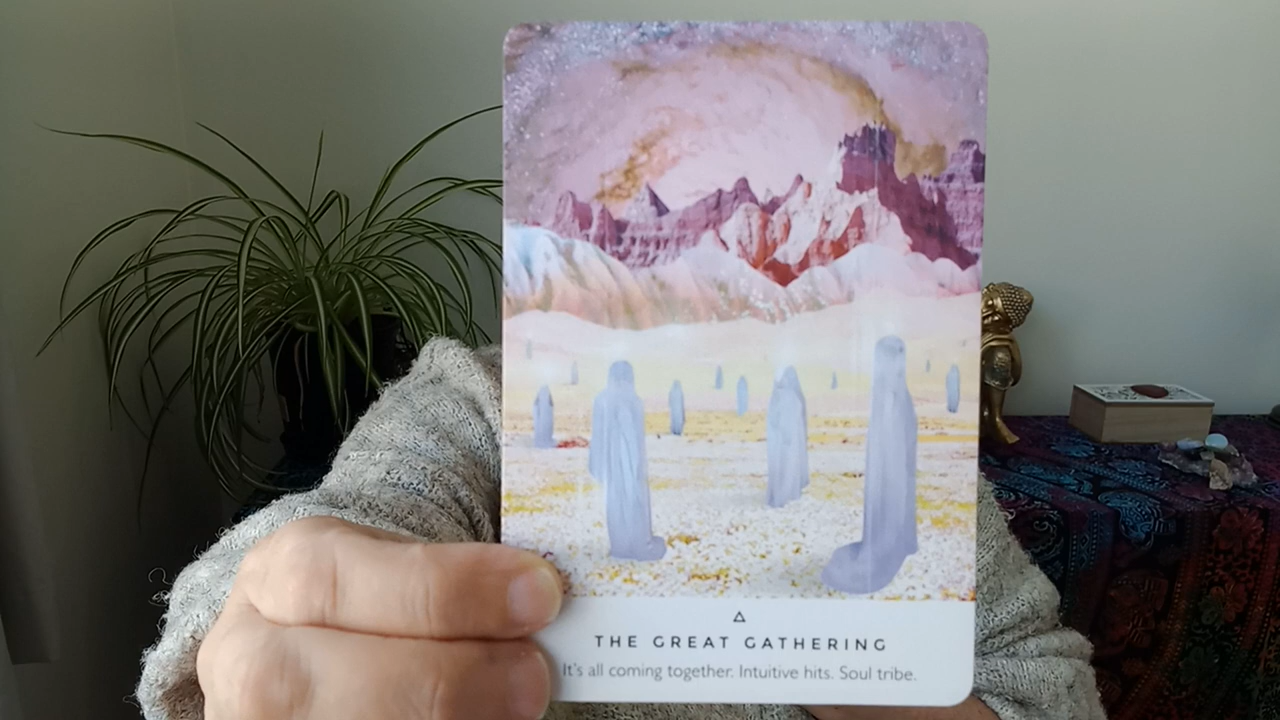 THE GREAT GATHERING
It's all coming together. Intuitive hits. Soul tribe.